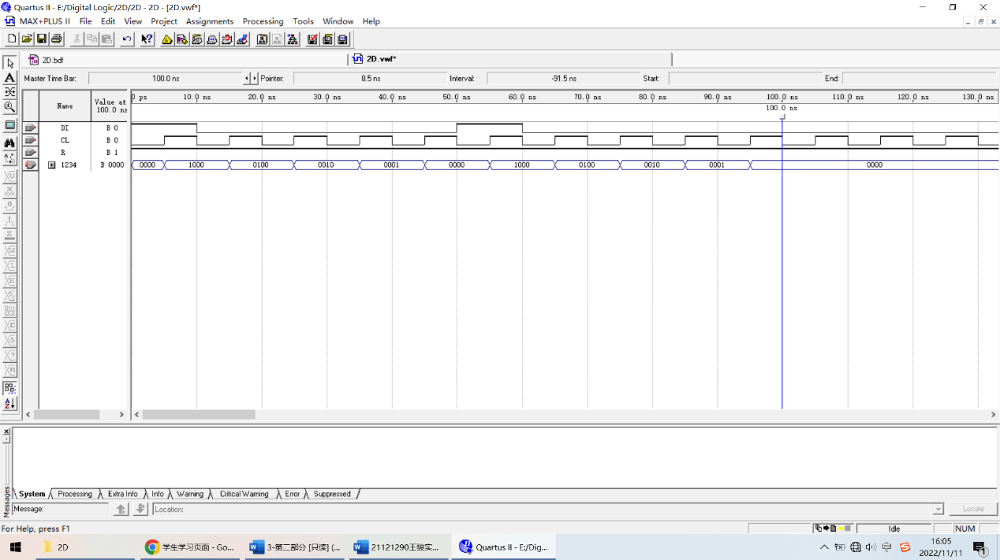 Quartus II - E:/Digital Logic/2D/2D - 2D - [2D.vwf*]
MAX+PLUS II File Edit View Project Assignments Processing Tools Window Help
2D.bdf 2D.vwf*
Master Time Bar: 100.0 ns Pointer: 8.5 ns Interval: -91.5 ns Start: End:
Name Value at 100.0 ns
0 ps 10.0 ns 20.0 ns 30.0 ns 40.0 ns 50.0 ns 60.0 ns 70.0 ns 80.0 ns 90.0 ns 100.0 ns 110.0 ns 120.0 ns 130.0 ns
100.0 ns
DI B 0
CL B 0
R B 1
1234 B 0000 0000 1000 0100 0010 0001 0000 1000 0100 0010 0001 0000
Messages
System Processing Extra Info Info Warning Critical Warning Error Suppressed
Message: Location: Locate
For Help, press F1 Idle NUM
2D 学生学习页面 - Go... 3-第二部分 [只读] (... 21121290王骏实... Quartus II - E:/Dig... 中 16:05
2022/11/11 1